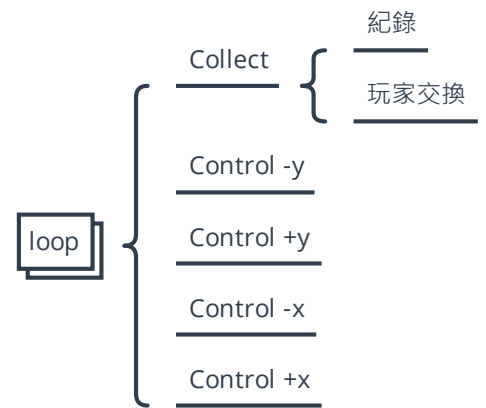 紀錄
Collect
玩家交換
Control -y
loop
Control +y
Control -x
Control +x